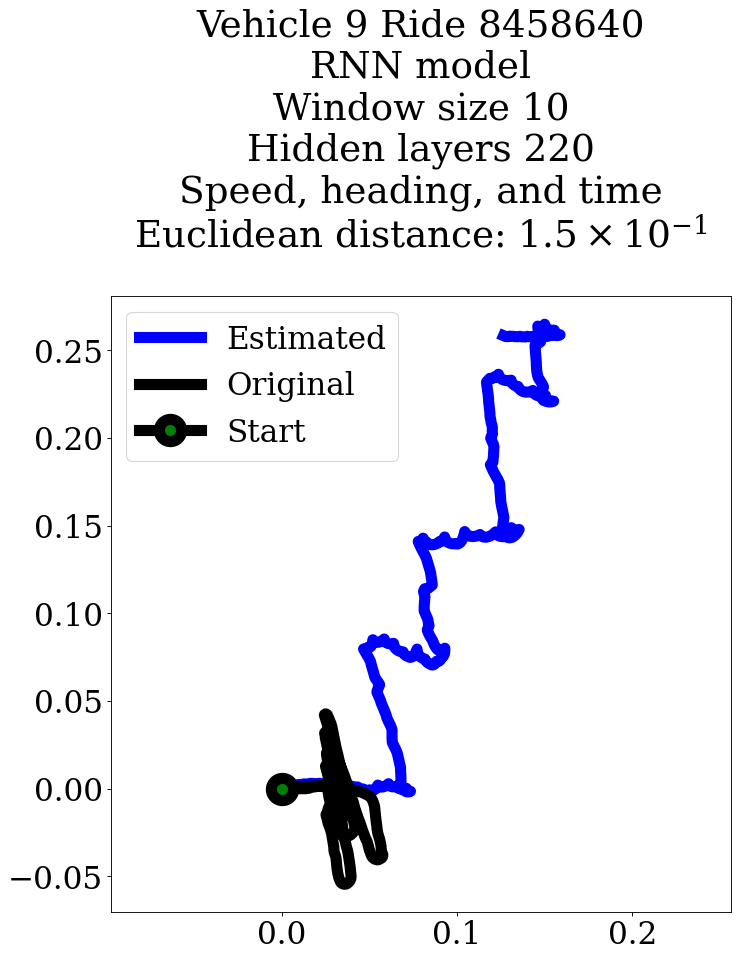 Vehicle 9 Ride 8458640
RNN model
Window size 10
Hidden layers 220
Speed, heading, and time
Euclidean distance: 1.5 × 10⁻¹
Estimated
Original
Start
0.25
0.20
0.15
0.10
0.05
0.00
−0.05
0.0 0.1 0.2